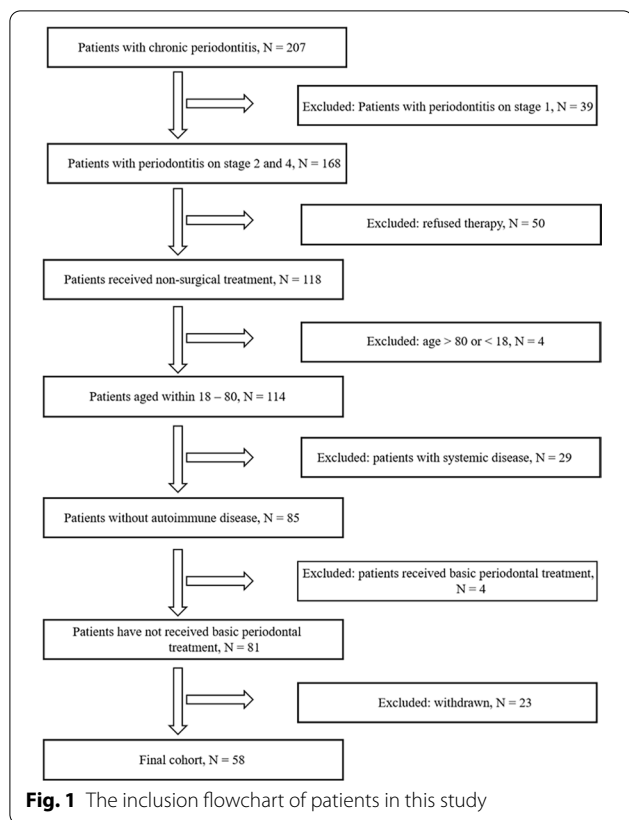 Patients with chronic periodontitis, N = 207
Excluded: Patients with periodontitis on stage 1, N = 39
Patients with periodontitis on stage 2 and 4, N = 168
Excluded: refused therapy, N = 50
Patients received non-surgical treatment, N = 118
Excluded: age > 80 or < 18, N = 4
Patients aged within 18 – 80, N = 114
Excluded: patients with systemic disease, N = 29
Patients without autoimmune disease, N = 85
Excluded: patients received basic periodontal treatment,
N = 4
Patients have not received basic periodontal
treatment, N = 81
Excluded: withdrawn, N = 23
Final cohort, N = 58
Fig. 1 The inclusion flowchart of patients in this study